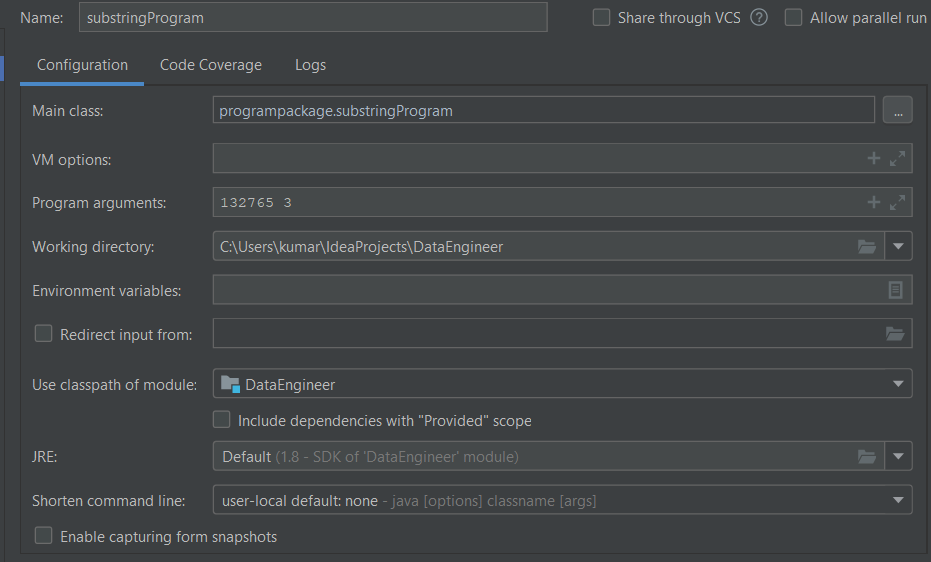 Name: substringProgram Share through VCS ? Allow parallel run
Configuration Code Coverage Logs
Main class: programpackage.substringProgram ...
VM options:
Program arguments: 132765 3
Working directory: C:\Users\kumar\IdeaProjects\DataEngineer
Environment variables:
Redirect input from:
Use classpath of module: DataEngineer
Include dependencies with "Provided" scope
JRE: Default (1.8 - SDK of 'DataEngineer' module)
Shorten command line: user-local default: none - java [options] classname [args]
Enable capturing form snapshots